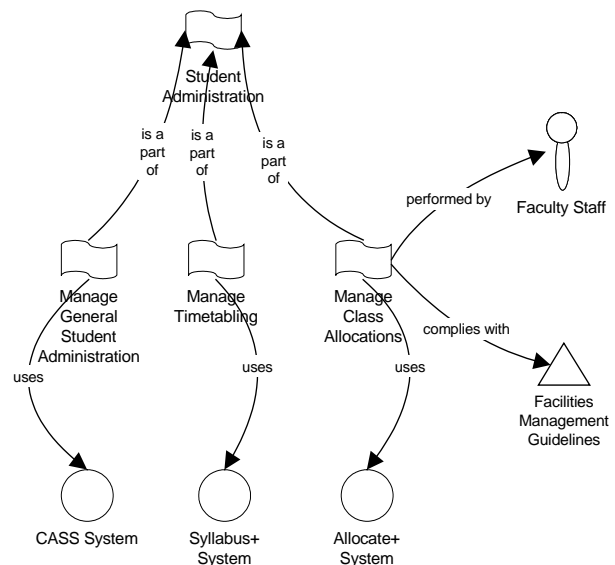 Student
Administration
is a
part
of
is a
part
of
is a
part
of
performed by
Faculty Staff
Manage
General
Student
Administration
Manage
Timetabling
Manage
Class
Allocations
complies with
uses
uses
uses
Facilities
Management
Guidelines
CASS System
Syllabus+
System
Allocate+
System